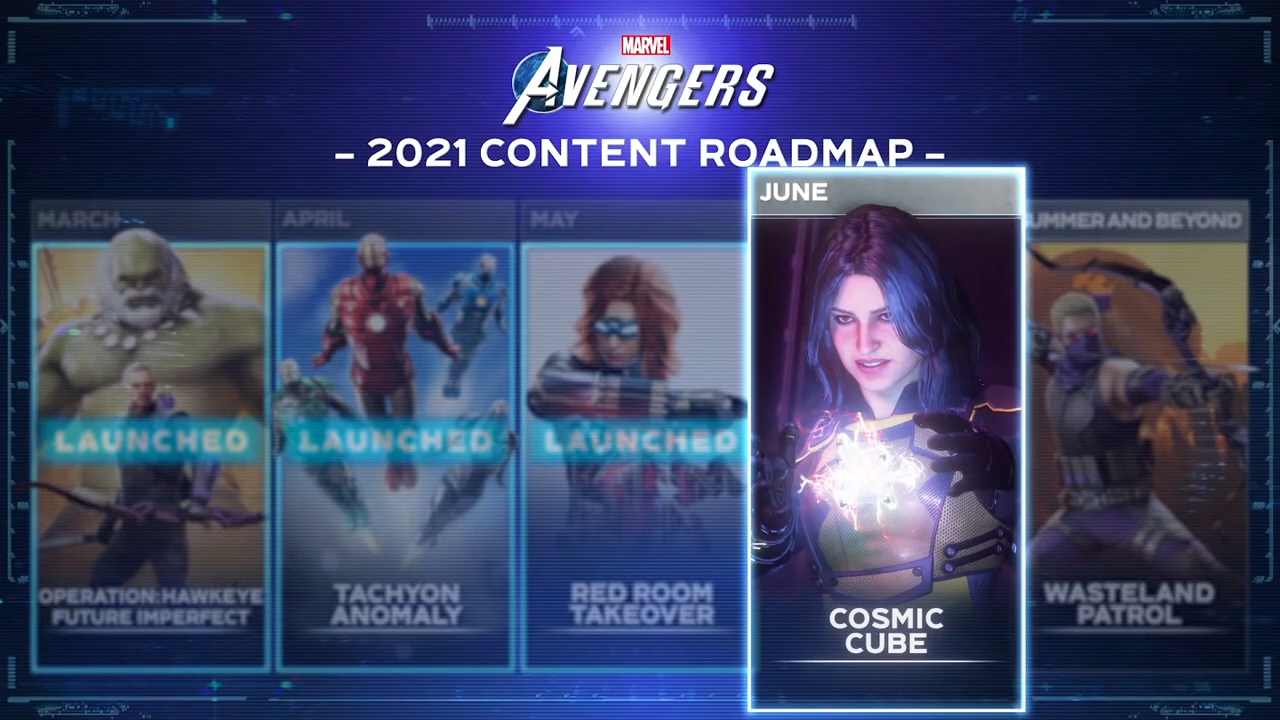 MARVEL
AVENGERS
– 2021 CONTENT ROADMAP –
MARCH
LAUNCHED
OPERATION: HAWKEYE
FUTURE IMPERFECT
APRIL
LAUNCHED
TACHYON
ANOMALY
MAY
LAUNCHED
RED ROOM
TAKEOVER
JUNE
COSMIC
CUBE
UMMER AND BEYOND
WASTELAND
PATROL